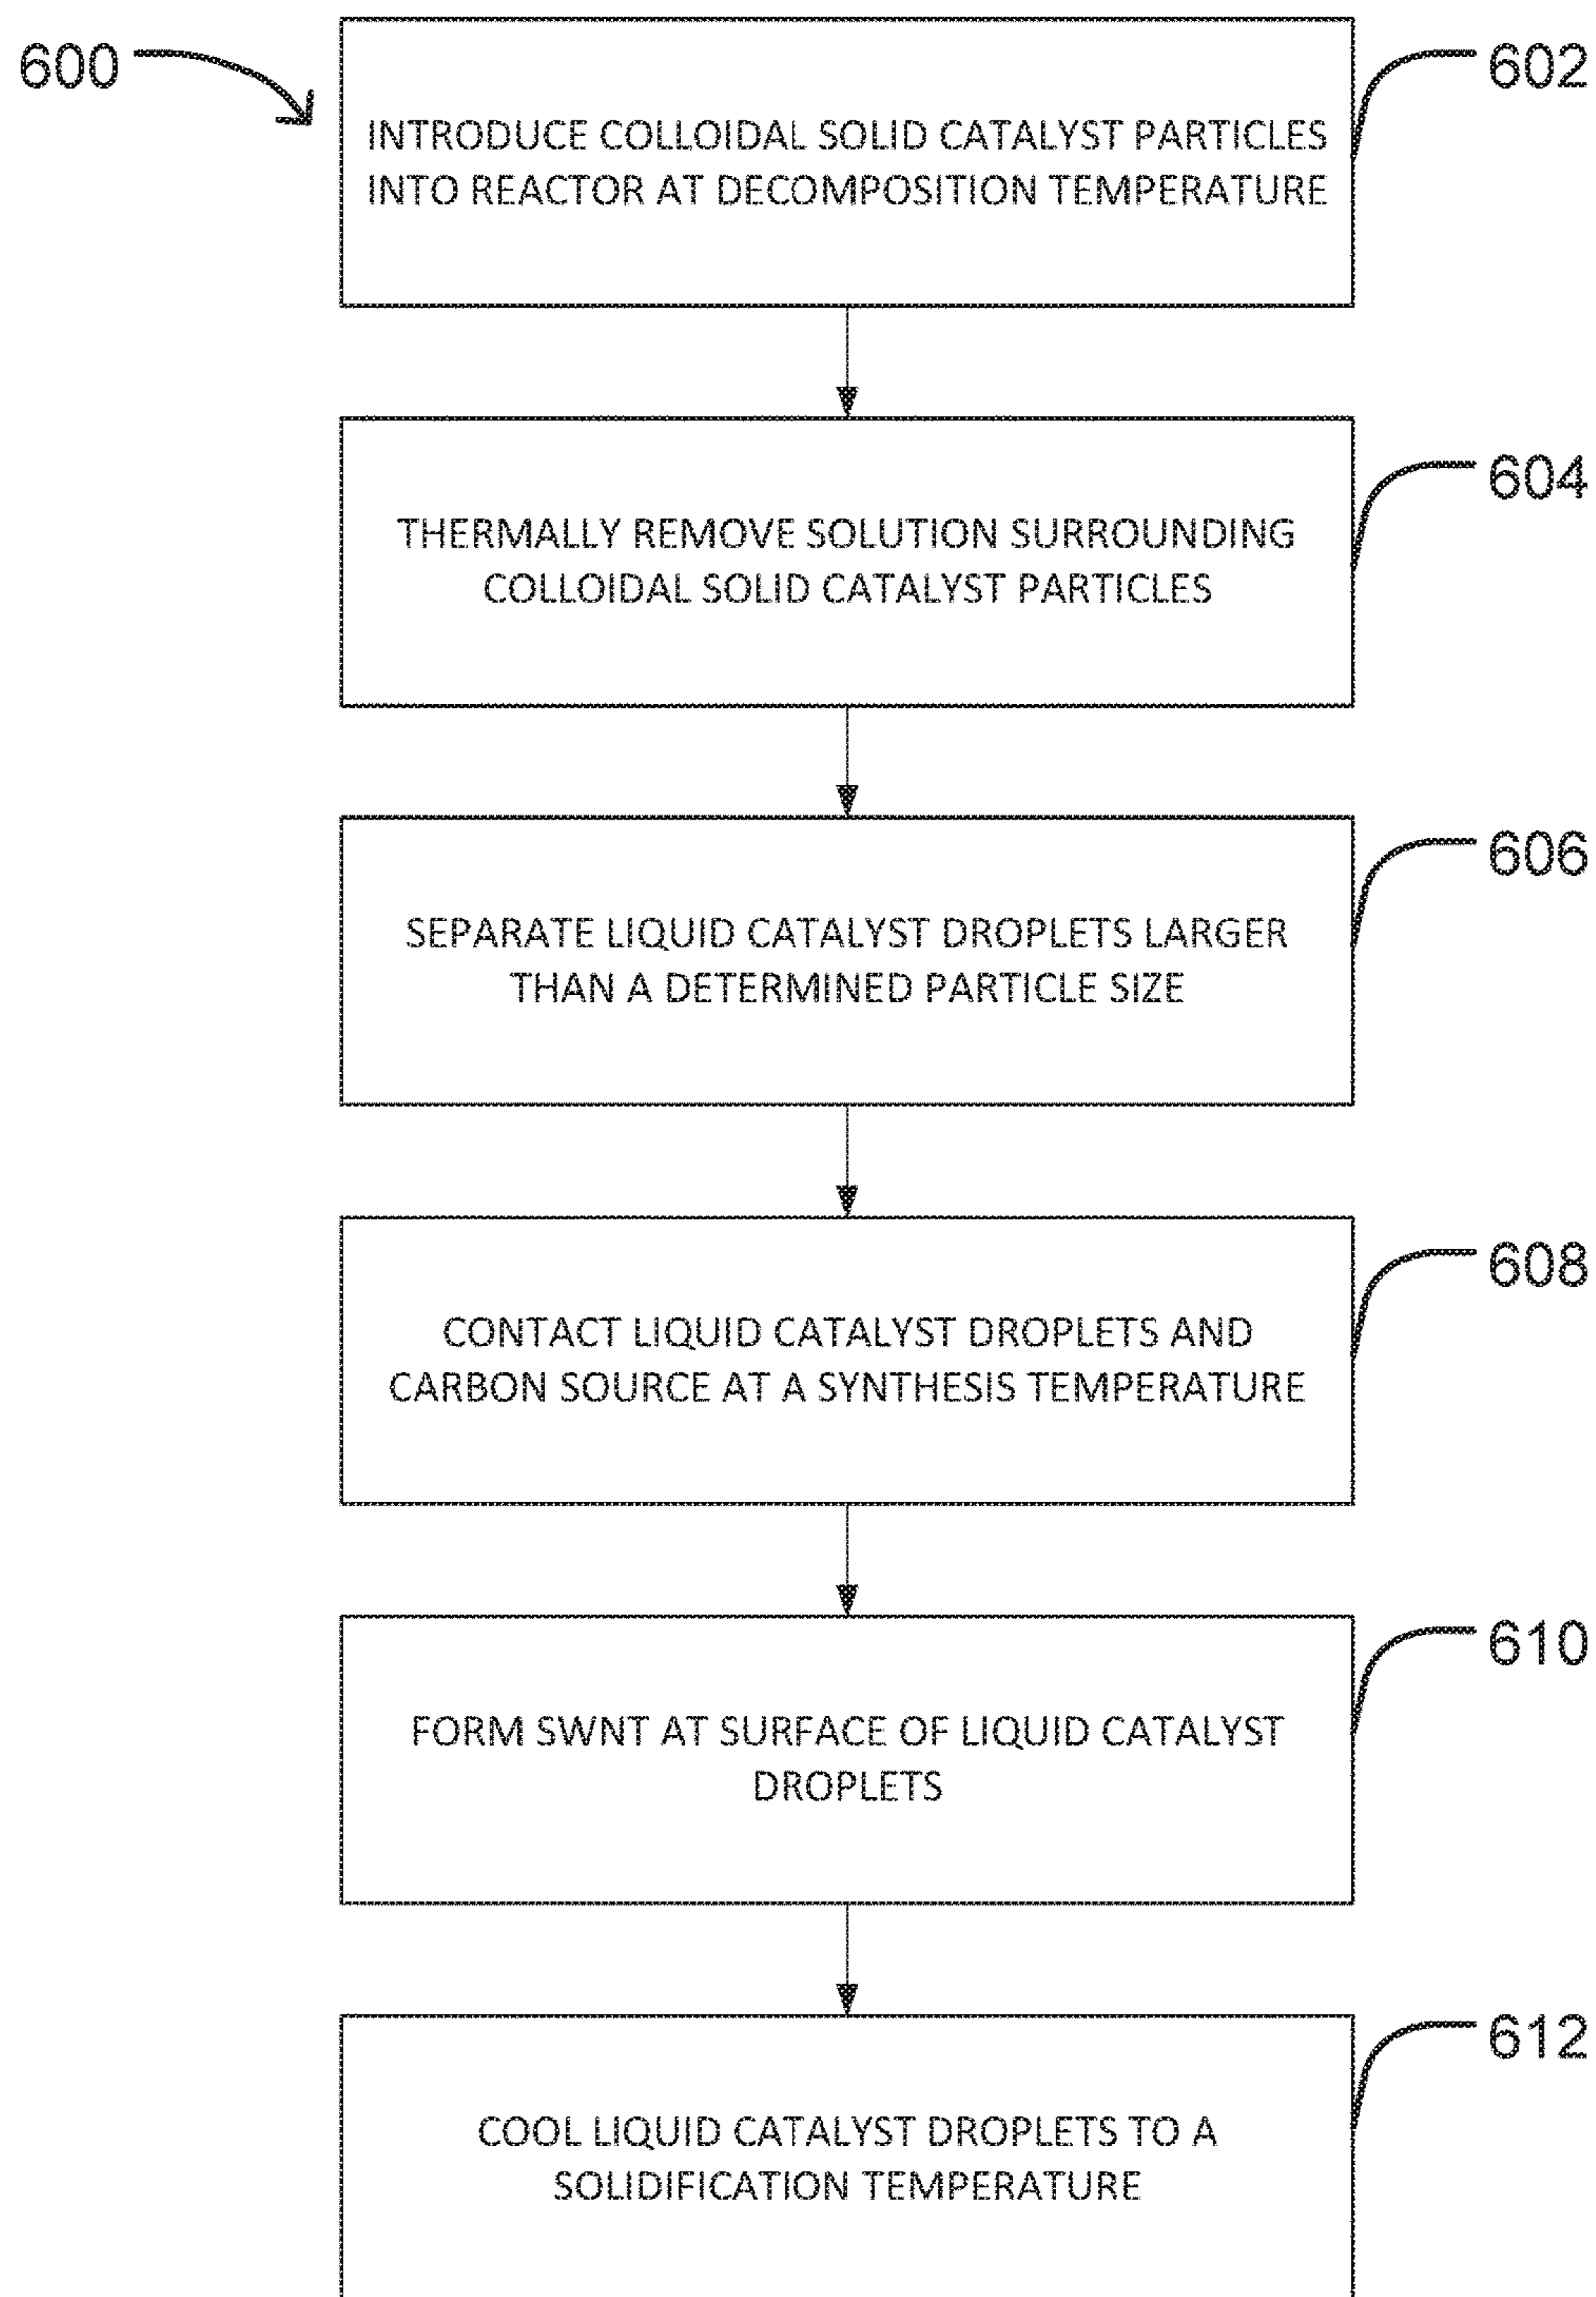 600
602
INTRODUCE COLLOIDAL SOLID CATALYST PARTICLES
INTO REACTOR AT DECOMPOSITION TEMPERATURE
604
THERMALLY REMOVE SOLUTION SURROUNDING
COLLOIDAL SOLID CATALYST PARTICLES
606
SEPARATE LIQUID CATALYST DROPLETS LARGER
THAN A DETERMINED PARTICLE SIZE
608
CONTACT LIQUID CATALYST DROPLETS AND
CARBON SOURCE AT A SYNTHESIS TEMPERATURE
610
FORM SWNT AT SURFACE OF LIQUID CATALYST
DROPLETS
612
COOL LIQUID CATALYST DROPLETS TO A
SOLIDIFICATION TEMPERATURE